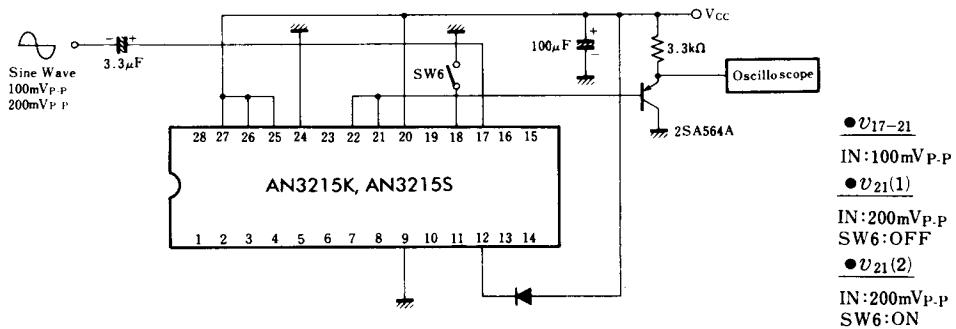 VCC
3.3kΩ
Oscilloscope
2SA564A
100μF
+
−
SW6
− +
3.3μF
Sine Wave
100mVP-P
200mVP-P
28 27 26 25 24 23 22 21 20 19 18 17 16 15
AN3215K, AN3215S
1 2 3 4 5 6 7 8 9 10 11 12 13 14
●v17−21
IN:100mVP-P
●v21(1)
IN:200mVP-P
SW6:OFF
●v21(2)
IN:200mVP-P
SW6:ON